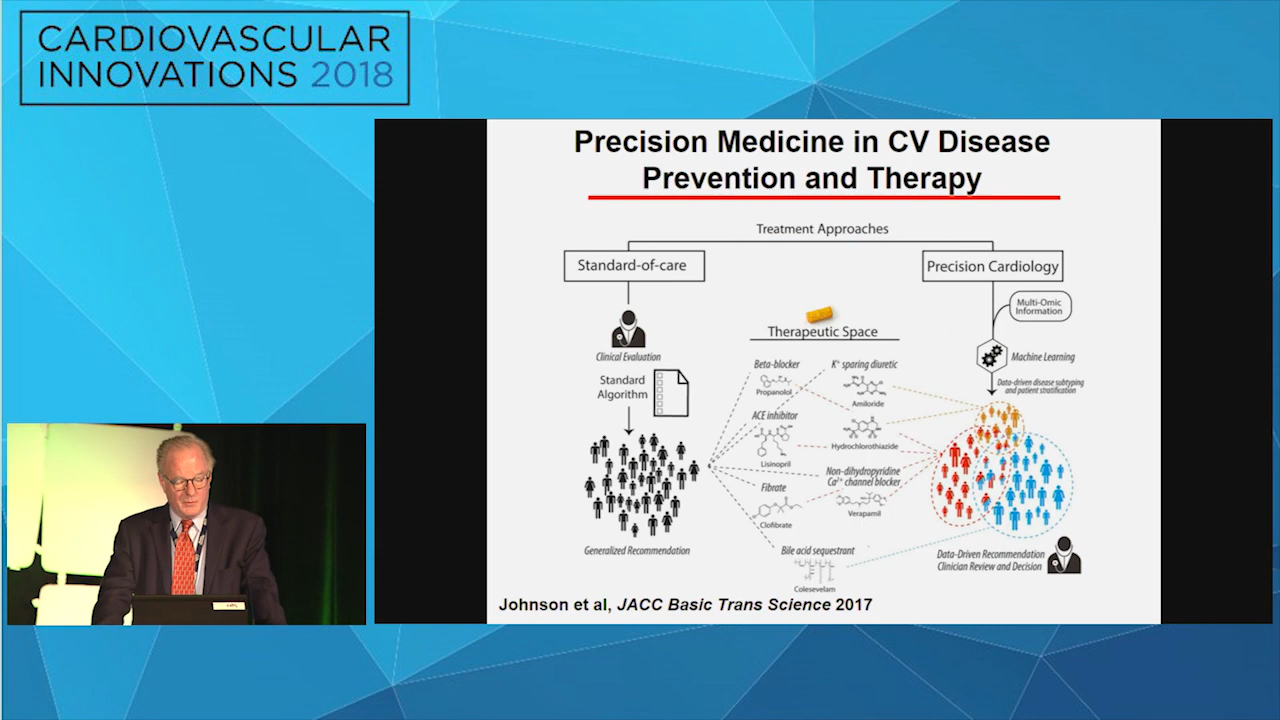 CARDIOVASCULAR
INNOVATIONS 2018
Precision Medicine in CV Disease
Prevention and Therapy
Treatment Approaches
Standard-of-care
Precision Cardiology
Multi-Omic
Information
Clinical Evaluation
Therapeutic Space
Machine Learning
Standard
Algorithm
Beta-blocker
Propanolol
K⁺ sparing diuretic
Amiloride
Data-driven disease subtyping
and patient stratification
ACE inhibitor
Lisinopril
Hydrochlorothiazide
Fibrate
Clofibrate
Non-dihydropyridine
Ca²⁺ channel blocker
Verapamil
Generalized Recommendation
Bile acid sequestrant
Colesevelam
Data-Driven Recommendation
Clinician Review and Decision
Johnson et al, JACC Basic Trans Science 2017